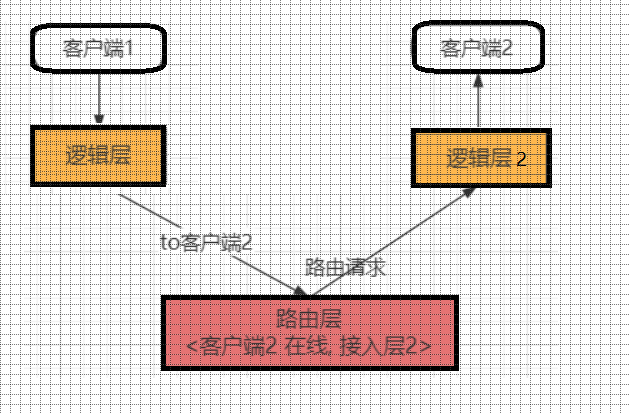 客户端1
客户端2
逻辑层
逻辑层 2
to客户端2
路由请求
路由层
<客户端2 在线, 接入层2>